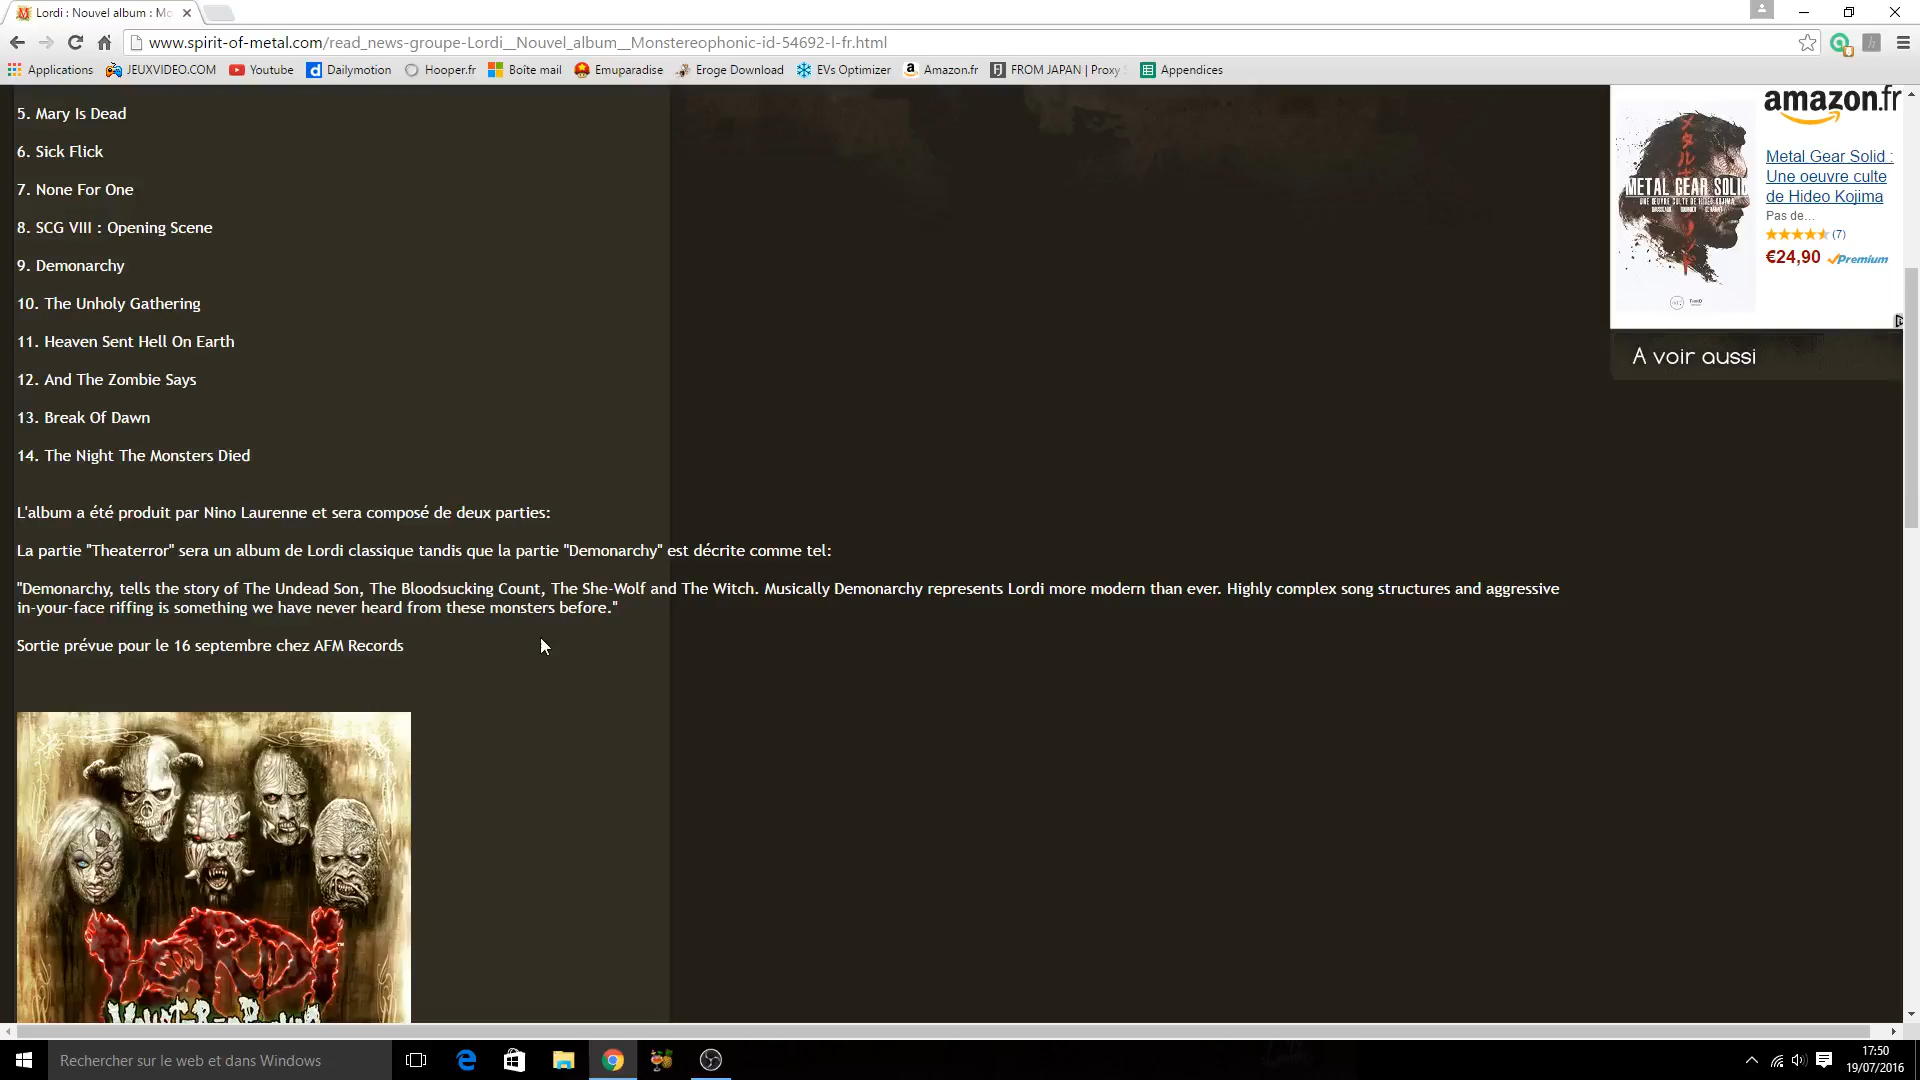 Lordi : Nouvel album : Mo
www.spirit-of-metal.com/read_news-groupe-Lordi__Nouvel_album__Monstereophonic-id-54692-l-fr.html
Applications JEUXVIDEO.COM Youtube Dailymotion Hooper.fr Boîte mail Emuparadise Eroge Download EVs Optimizer Amazon.fr FROM JAPAN | Proxy Appendices
5. Mary Is Dead
6. Sick Flick
7. None For One
8. SCG VIII : Opening Scene
9. Demonarchy
10. The Unholy Gathering
11. Heaven Sent Hell On Earth
12. And The Zombie Says
13. Break Of Dawn
14. The Night The Monsters Died
L'album a été produit par Nino Laurenne et sera composé de deux parties:
La partie "Theaterror" sera un album de Lordi classique tandis que la partie "Demonarchy" est décrite comme tel:
"Demonarchy, tells the story of The Undead Son, The Bloodsucking Count, The She-Wolf and The Witch. Musically Demonarchy represents Lordi more modern than ever. Highly complex song structures and aggressive
in-your-face riffing is something we have never heard from these monsters before."
Sortie prévue pour le 16 septembre chez AFM Records
LORDI
amazon.fr
METAL GEAR SOLID
UNE OEUVRE CULTE DE HIDEO KOJIMA
Metal Gear Solid :
Une oeuvre culte
de Hideo Kojima
Pas de...
(7)
€24,90 Premium
A voir aussi
Rechercher sur le web et dans Windows
17:50
19/07/2016